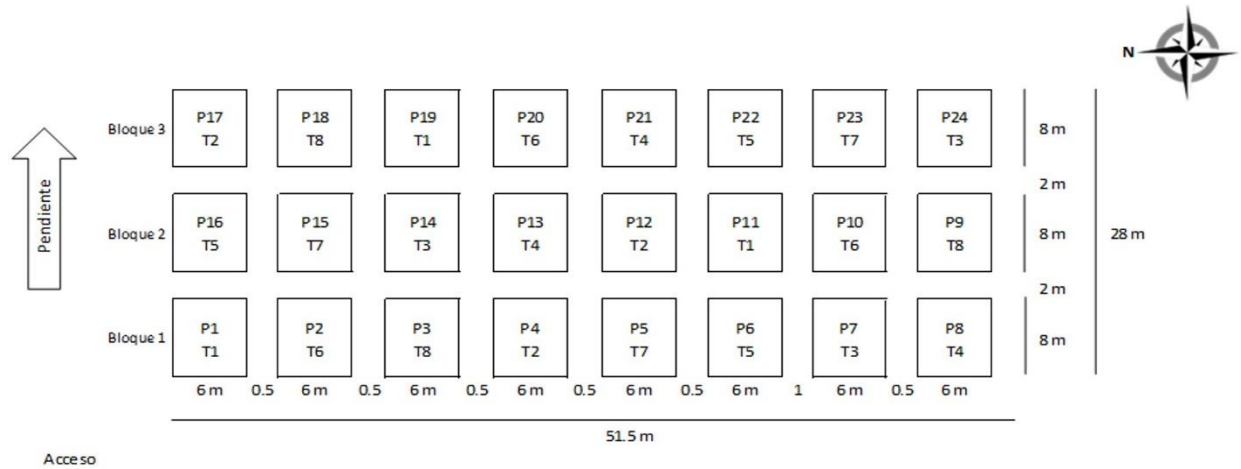 N
Bloque 3
P17 P18 P19 P20 P21 P22 P23 P24
T2 T8 T1 T6 T4 T5 T7 T3
8 m
2 m
Pendiente
Bloque 2
P16 P15 P14 P13 P12 P11 P10 P9
T5 T7 T3 T4 T2 T1 T6 T8
8 m
28 m
2 m
Bloque 1
P1 P2 P3 P4 P5 P6 P7 P8
T1 T6 T8 T2 T7 T5 T3 T4
8 m
6 m 0.5 6 m 0.5 6 m 0.5 6 m 0.5 6 m 0.5 6 m 1 6 m 0.5 6 m
51.5 m
Acceso